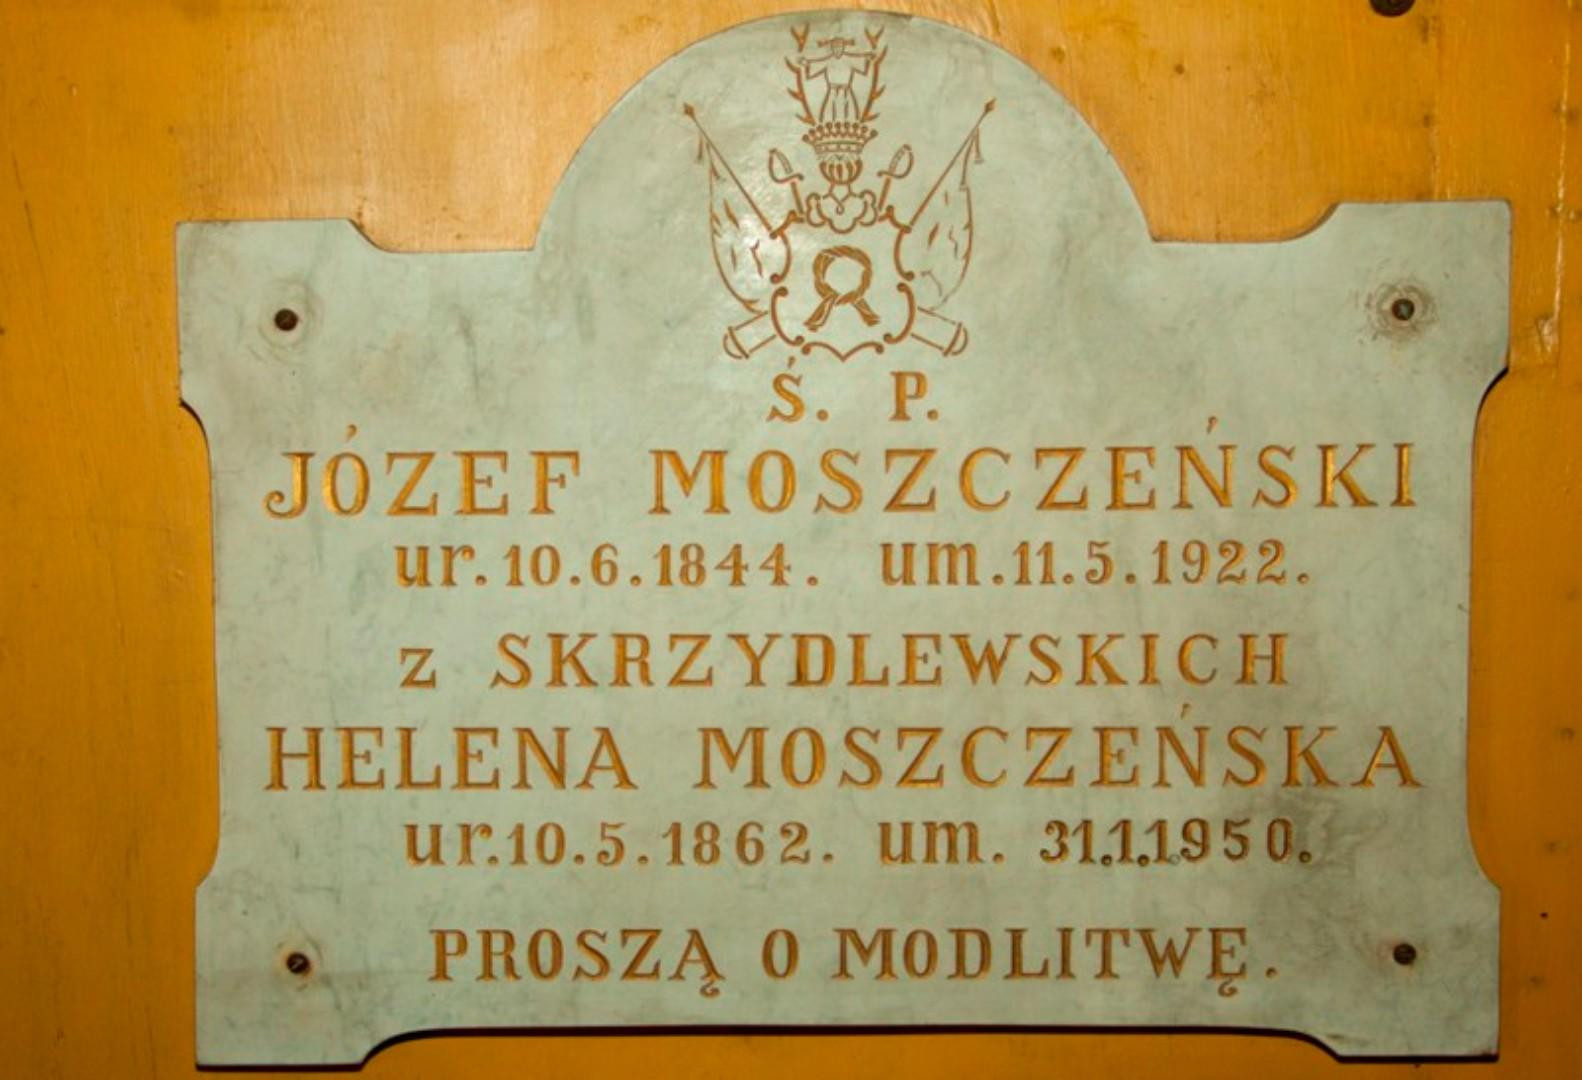 Ś. P.
JÓZEF MOSZCZEŃSKI
ur. 10.6.1844. um. 11.5.1922.
z SKRZYDLEWSKICH
HELENA MOSZCZEŃSKA
ur. 10.5.1862. um. 31.1.1950.
PROSZĄ O MODLITWĘ.